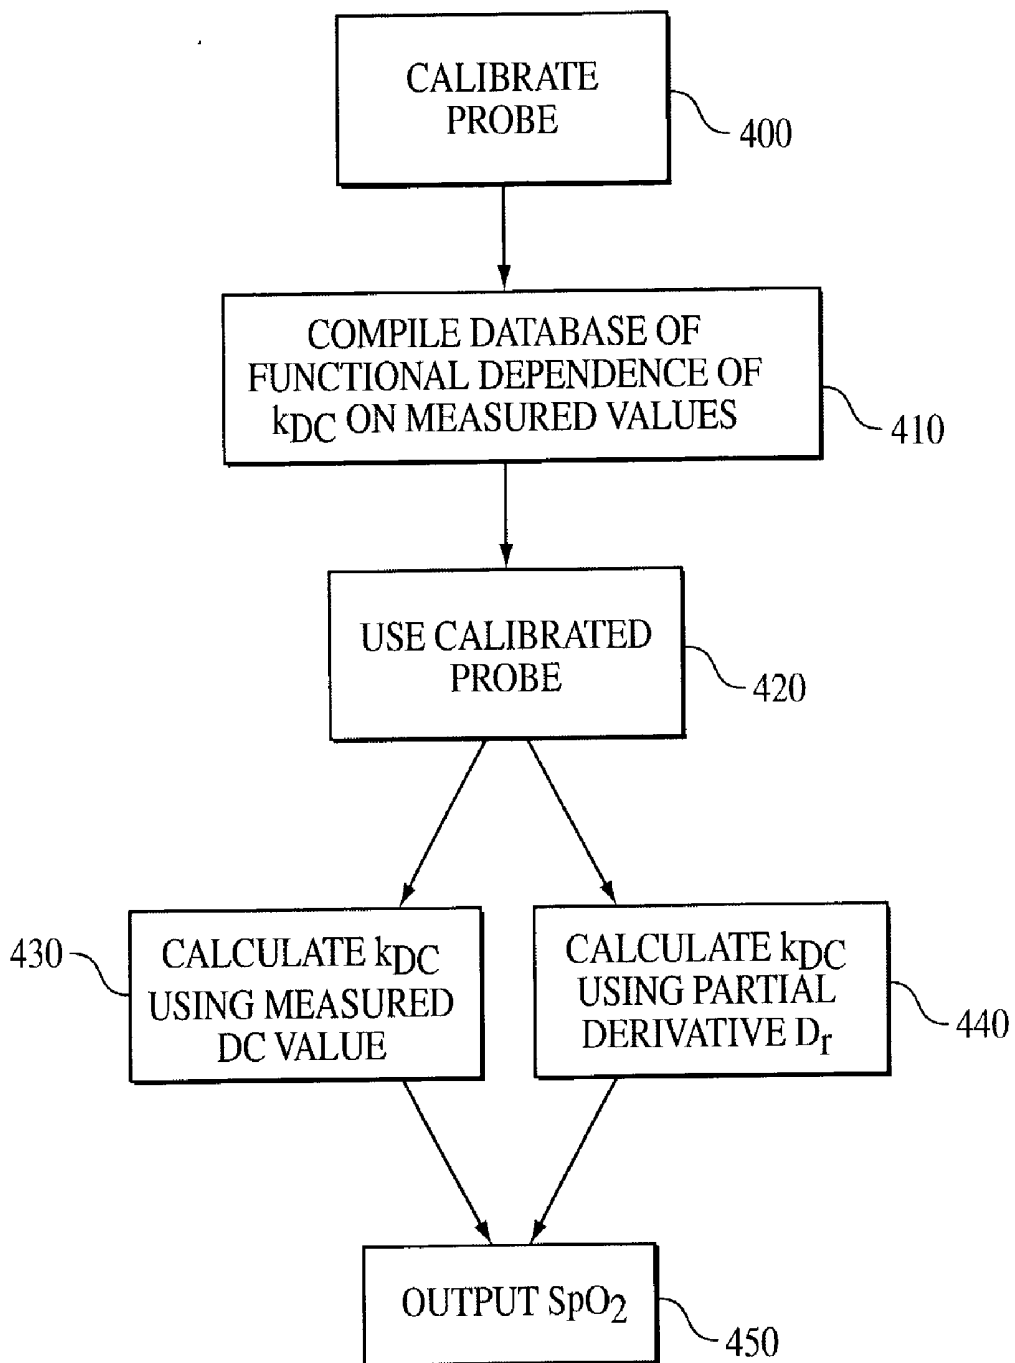 CALIBRATE
PROBE
400
COMPILE DATABASE OF
FUNCTIONAL DEPENDENCE OF
kDC ON MEASURED VALUES
410
USE CALIBRATED
PROBE
420
430
CALCULATE kDC
USING MEASURED
DC VALUE
CALCULATE kDC
USING PARTIAL
DERIVATIVE Dr
440
OUTPUT SpO2
450